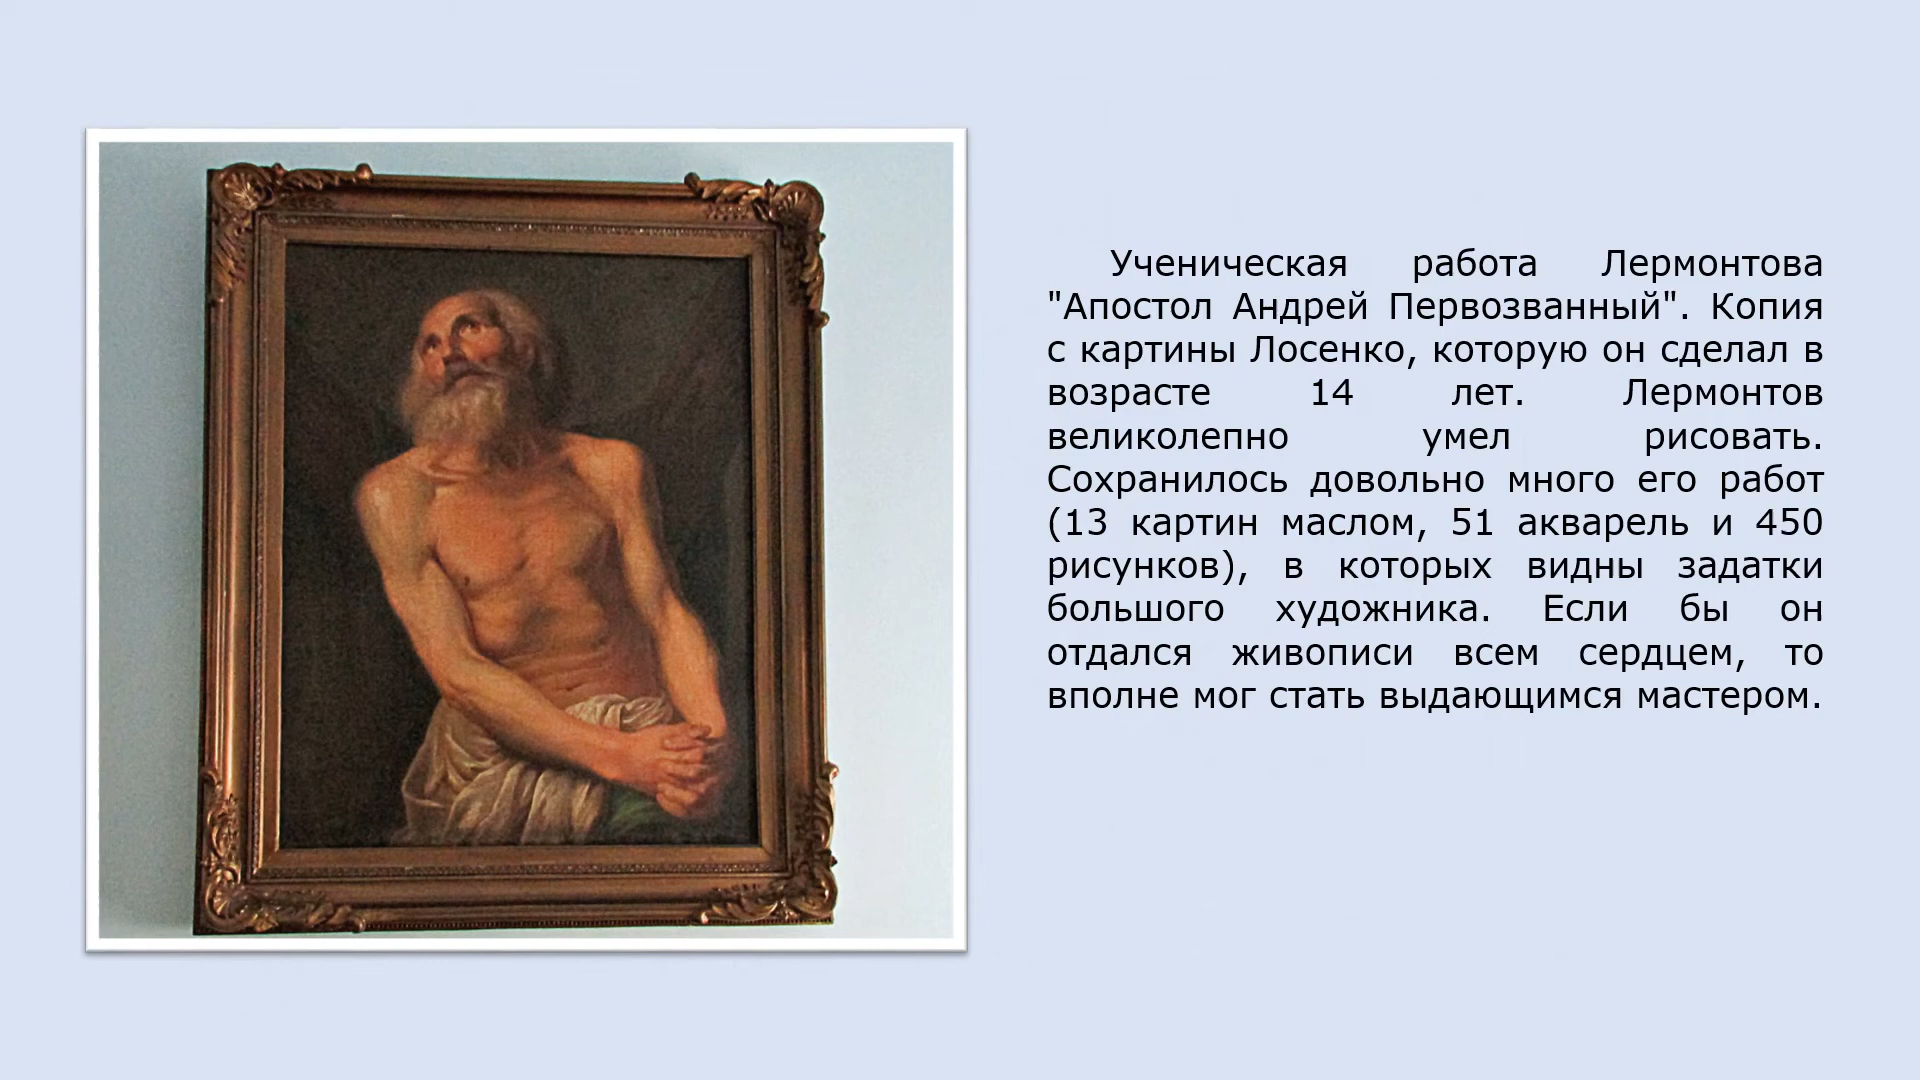 Ученическая работа Лермонтова
"Апостол Андрей Первозванный". Копия
с картины Лосенко, которую он сделал в
возрасте 14 лет. Лермонтов
великолепно умел рисовать.
Сохранилось довольно много его работ
(13 картин маслом, 51 акварель и 450
рисунков), в которых видны задатки
большого художника. Если бы он
отдался живописи всем сердцем, то
вполне мог стать выдающимся мастером.